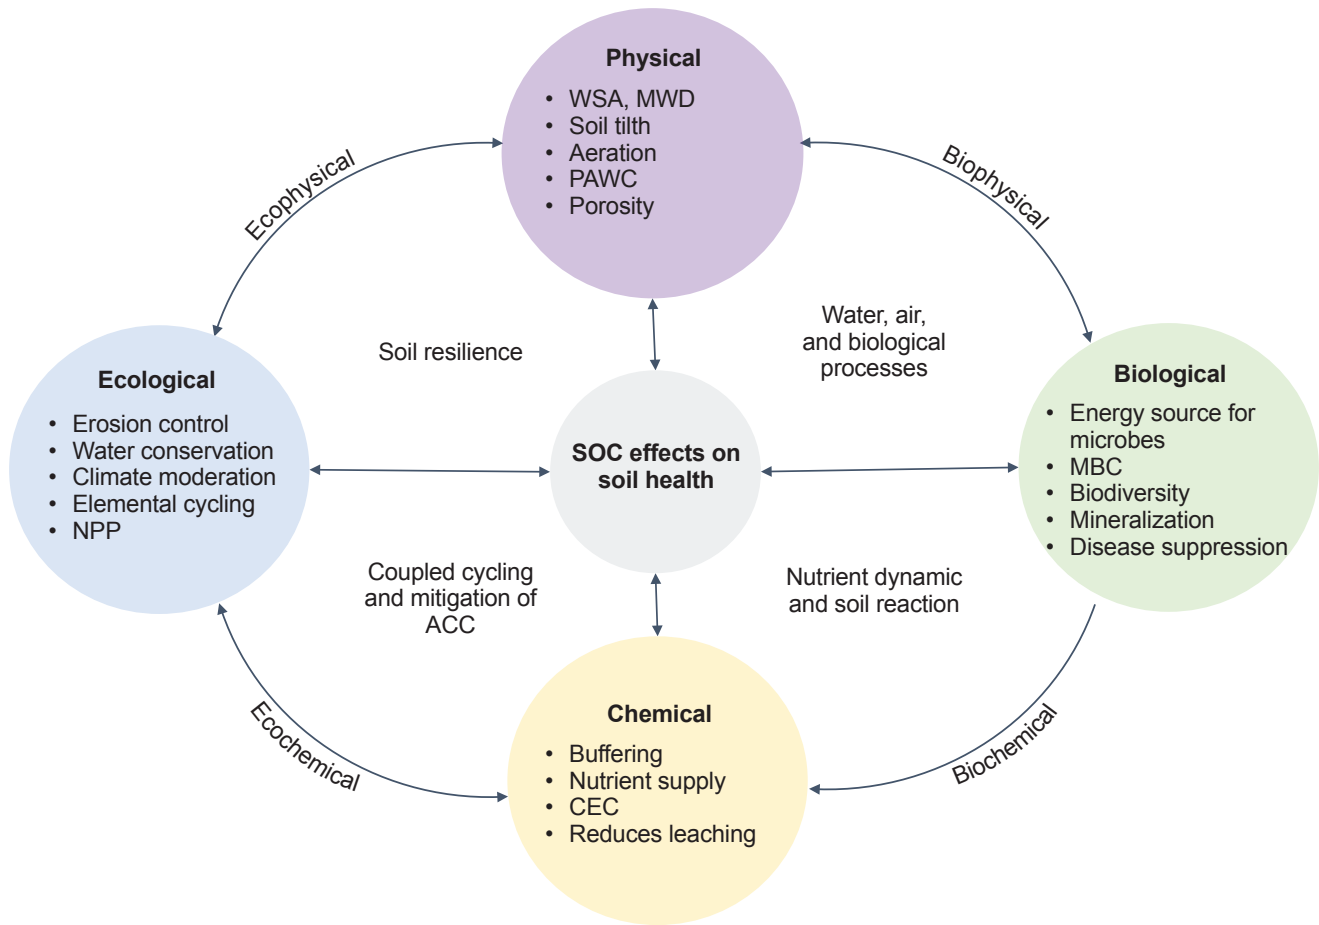 Physical
• WSA, MWD
• Soil tilth
• Aeration
• PAWC
• Porosity
Ecophysical
Biophysical
Soil resilience
Water, air,
and biological
processes
Ecological
• Erosion control
• Water conservation
• Climate moderation
• Elemental cycling
• NPP
SOC effects on
soil health
Biological
• Energy source for
microbes
• MBC
• Biodiversity
• Mineralization
• Disease suppression
Coupled cycling
and mitigation of
ACC
Nutrient dynamic
and soil reaction
Ecochemical
Biochemical
Chemical
• Buffering
• Nutrient supply
• CEC
• Reduces leaching